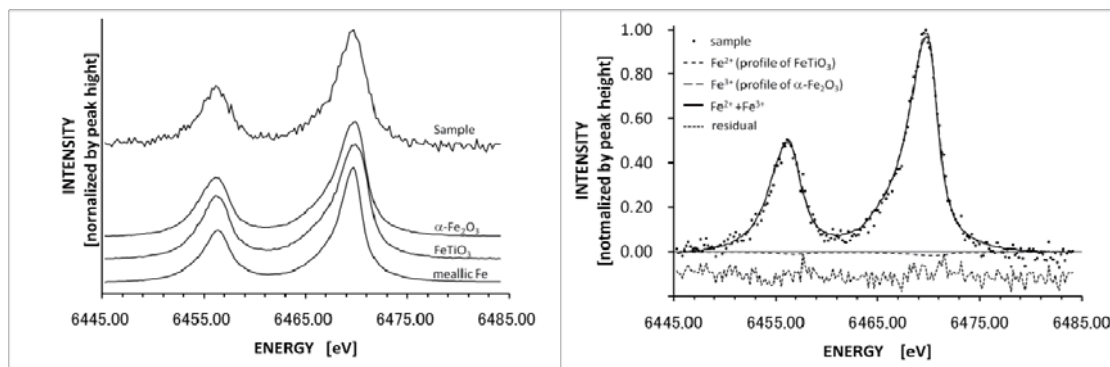 INTENSITY
[nornalized by peak hight]
Sample
α-Fe₂O₃
FeTiO₃
meallic Fe
6445.00 6455.00 6465.00 6475.00 6485.00
ENERGY [eV]
INTENSITY
[notmalized by peak height]
1.00
0.80
0.60
0.40
0.20
0.00
-0.20
sample
Fe²⁺ (profile of FeTiO₃)
Fe³⁺ (profile of α-Fe₂O₃)
Fe²⁺+Fe³⁺
residual
6445.00 6455.00 6465.00 6475.00 6485.00
ENERGY [eV]